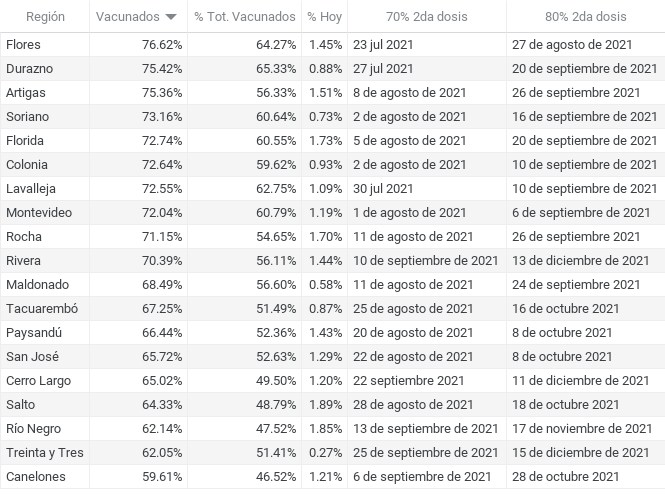 Región Vacunados % Tot. Vacunados % Hoy 70% 2da dosis 80% 2da dosis
Flores 76.62% 64.27% 1.45% 23 jul 2021 27 de agosto de 2021
Durazno 75.42% 65.33% 0.88% 27 jul 2021 20 de septiembre de 2021
Artigas 75.36% 56.33% 1.51% 8 de agosto de 2021 26 de septiembre de 2021
Soriano 73.16% 60.64% 0.73% 2 de agosto de 2021 16 de septiembre de 2021
Florida 72.74% 60.55% 1.73% 5 de agosto de 2021 20 de septiembre de 2021
Colonia 72.64% 59.62% 0.93% 2 de agosto de 2021 10 de septiembre de 2021
Lavalleja 72.55% 62.75% 1.09% 30 jul 2021 10 de septiembre de 2021
Montevideo 72.04% 60.79% 1.19% 1 de agosto de 2021 6 de septiembre de 2021
Rocha 71.15% 54.65% 1.70% 11 de agosto de 2021 26 de septiembre de 2021
Rivera 70.39% 56.11% 1.44% 10 de septiembre de 2021 13 de diciembre de 2021
Maldonado 68.49% 56.60% 0.58% 11 de agosto de 2021 24 de septiembre de 2021
Tacuarembó 67.25% 51.49% 0.87% 25 de agosto de 2021 16 de octubre 2021
Paysandú 66.44% 52.36% 1.43% 20 de agosto de 2021 8 de octubre 2021
San José 65.72% 52.63% 1.29% 22 de agosto de 2021 8 de octubre 2021
Cerro Largo 65.02% 49.50% 1.20% 22 septiembre 2021 11 de diciembre de 2021
Salto 64.33% 48.79% 1.89% 28 de agosto de 2021 18 de octubre 2021
Río Negro 62.14% 47.52% 1.85% 13 de septiembre de 2021 17 de noviembre de 2021
Treinta y Tres 62.05% 51.41% 0.27% 25 de septiembre de 2021 15 de diciembre de 2021
Canelones 59.61% 46.52% 1.21% 6 de septiembre de 2021 28 de octubre 2021